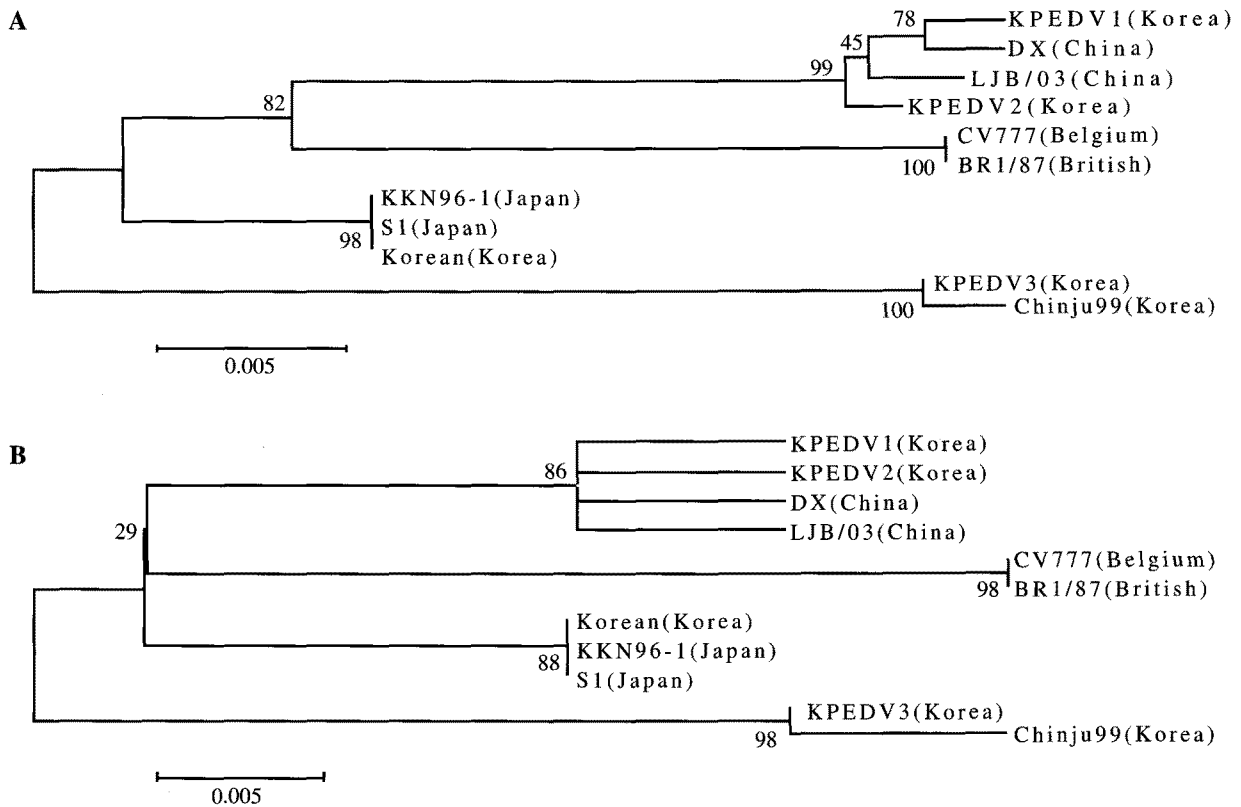 A
78
KPEDV1(Korea)
45
DX(China)
99
LJB/03(China)
82
KPEDV2(Korea)
CV777(Belgium)
100
BR1/87(British)
KKN96-1(Japan)
S1(Japan)
98
Korean(Korea)
KPEDV3(Korea)
100
Chinju99(Korea)
0.005
B
KPEDV1(Korea)
86
KPEDV2(Korea)
DX(China)
29
LJB/03(China)
CV777(Belgium)
98
BR1/87(British)
Korean(Korea)
KKN96-1(Japan)
88
S1(Japan)
KPEDV3(Korea)
98
Chinju99(Korea)
0.005